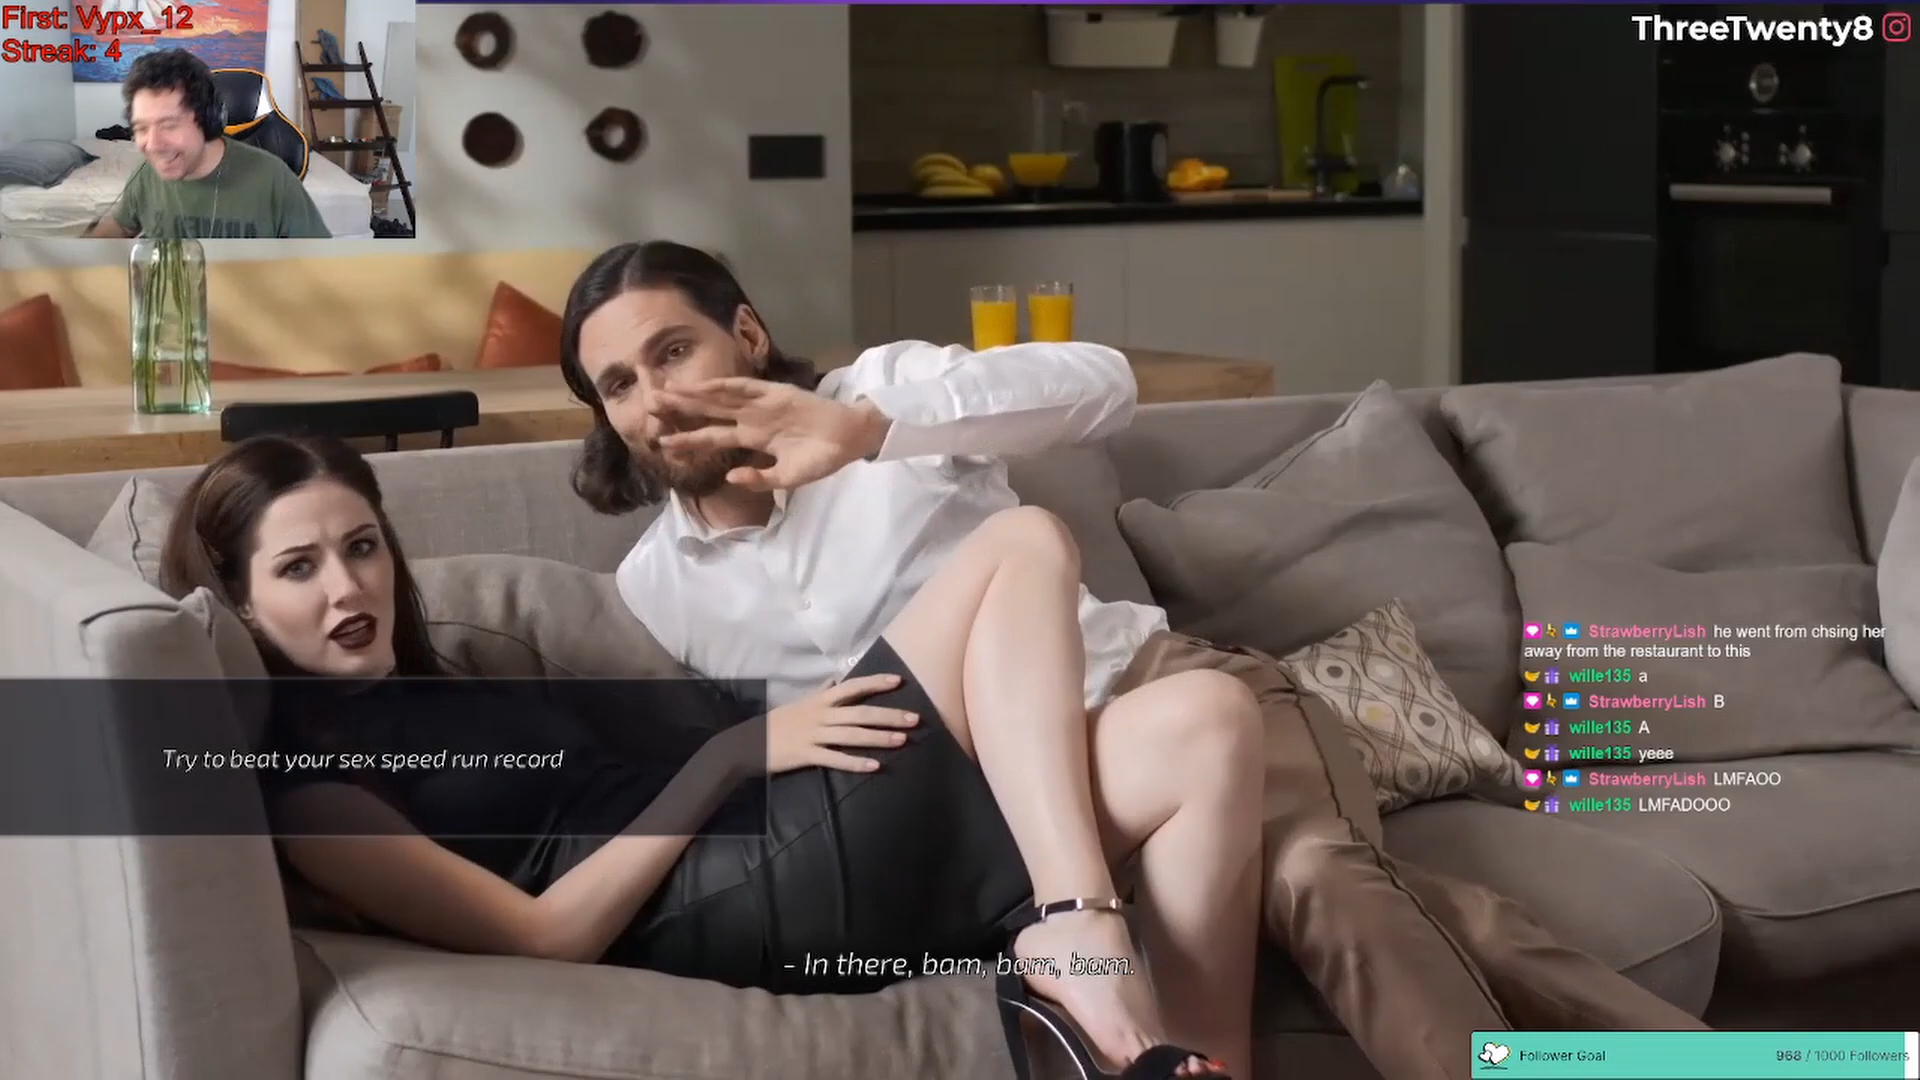 First: Vypx_12
Streak: 4
ThreeTwenty8
StrawberryLish he went from chsing her
away from the restaurant to this
wille135 a
StrawberryLish B
wille135 A
wille135 yeee
StrawberryLish LMFAOO
wille135 LMFADOOO
Try to beat your sex speed run record
- In there, bam, bam, bam.
Follower Goal 968 / 1000 Followers